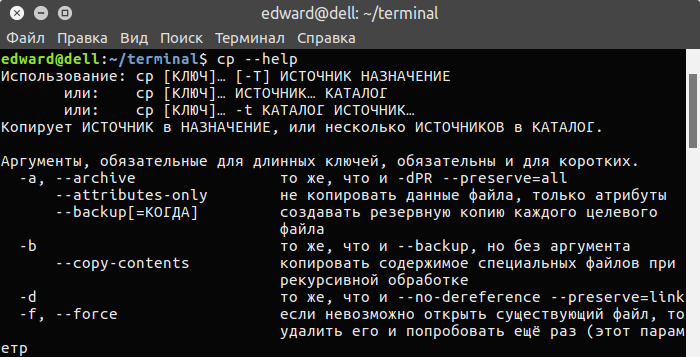 edward@dell: ~/terminal
Файл Правка Вид Поиск Терминал Справка
edward@dell:~/terminal$ cp --help
Использование: cp [КЛЮЧ]… [-T] ИСТОЧНИК НАЗНАЧЕНИЕ
или: cp [КЛЮЧ]… ИСТОЧНИК… КАТАЛОГ
или: cp [КЛЮЧ]… -t КАТАЛОГ ИСТОЧНИК…
Копирует ИСТОЧНИК в НАЗНАЧЕНИЕ, или несколько ИСТОЧНИКОВ в КАТАЛОГ.
Аргументы, обязательные для длинных ключей, обязательны и для коротких.
-a, --archive то же, что и -dPR --preserve=all
--attributes-only не копировать данные файла, только атрибуты
--backup[=КОГДА] создавать резервную копию каждого целевого
файла
-b то же, что и --backup, но без аргумента
--copy-contents копировать содержимое специальных файлов при
рекурсивной обработке
-d то же, что и --no-dereference --preserve=link
-f, --force если невозможно открыть существующий файл, то
удалить его и попробовать ещё раз (этот парам
етр